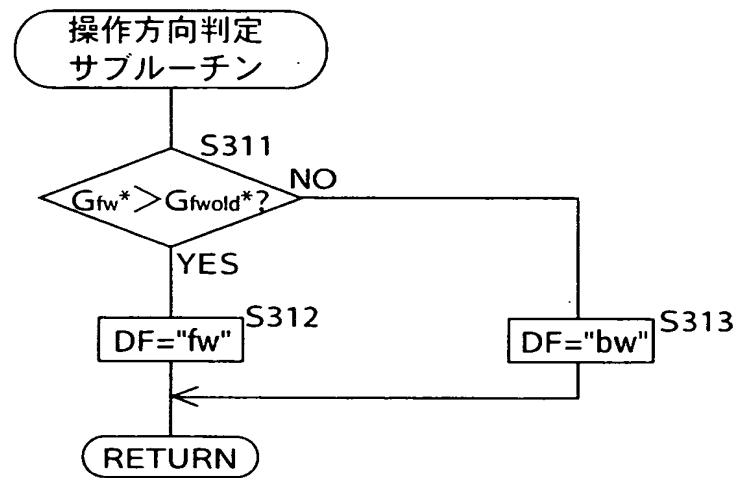 操作方向判定
サブルーチン
S311
Gfw*>Gfwold*?
NO
YES
S312
DF="fw"
S313
DF="bw"
RETURN